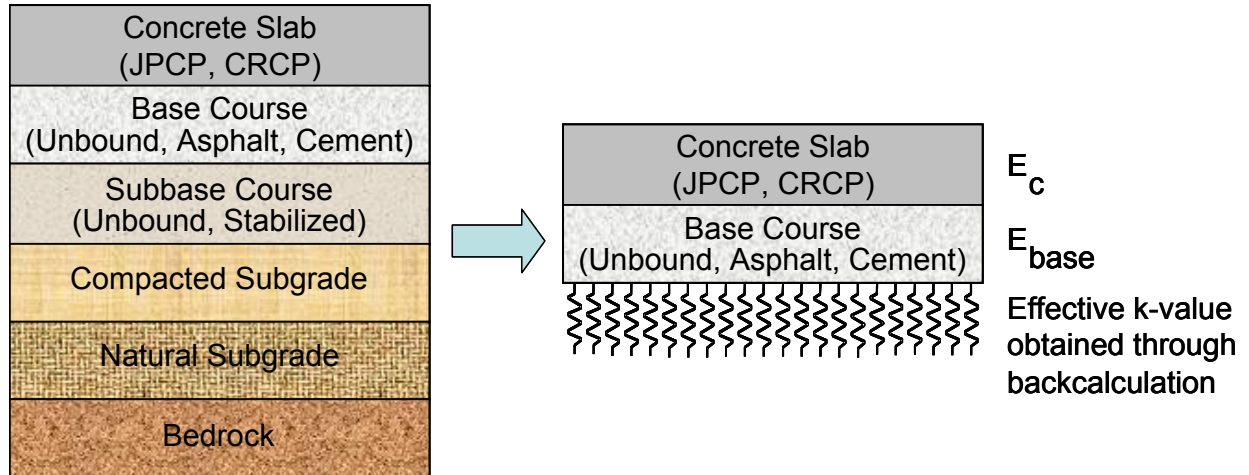 Concrete Slab
(JPCP, CRCP)
Base Course
(Unbound, Asphalt, Cement)
Subbase Course
(Unbound, Stabilized)
Compacted Subgrade
Natural Subgrade
Bedrock
Concrete Slab
(JPCP, CRCP)
Base Course
(Unbound, Asphalt, Cement)
Ec
Ebase
Effective k-value
obtained through
backcalculation